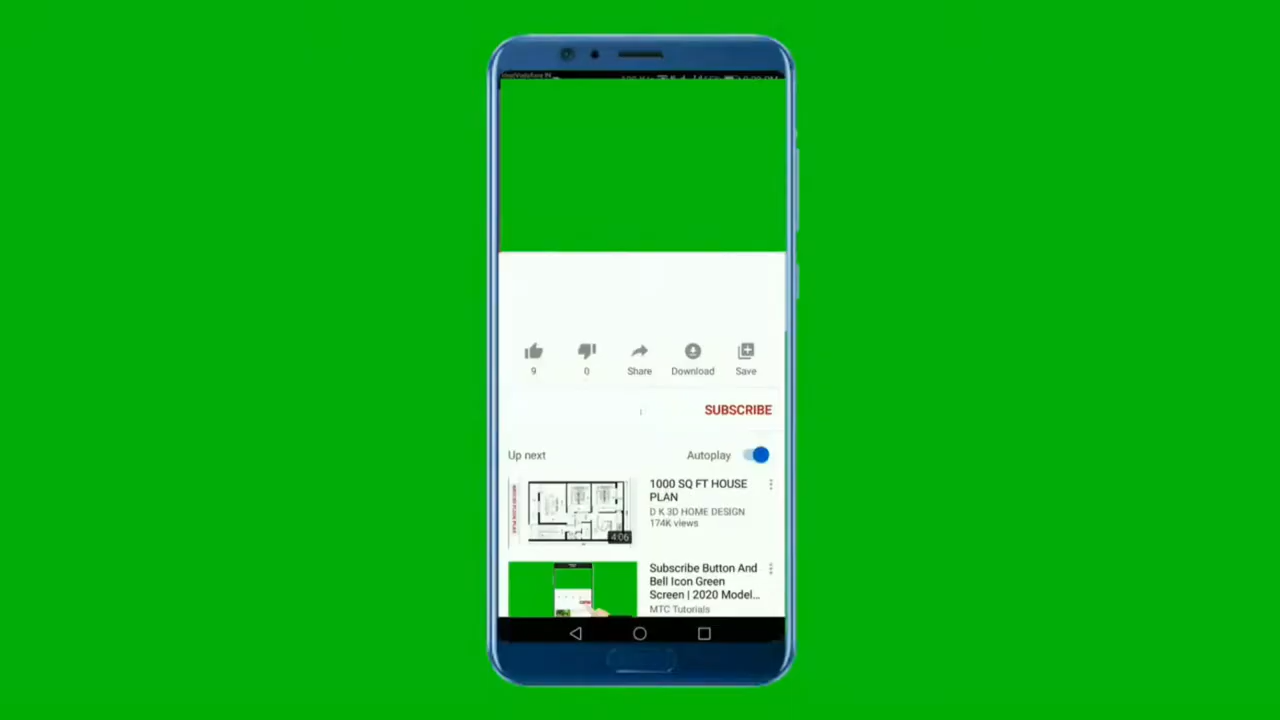 9
0
Share
Download
Save
SUBSCRIBE
Up next
Autoplay
1000 SQ FT HOUSE
PLAN
D K 3D HOME DESIGN
174K views
4:06
Subscribe Button And
Bell Icon Green
Screen | 2020 Model...
MTC Tutorials